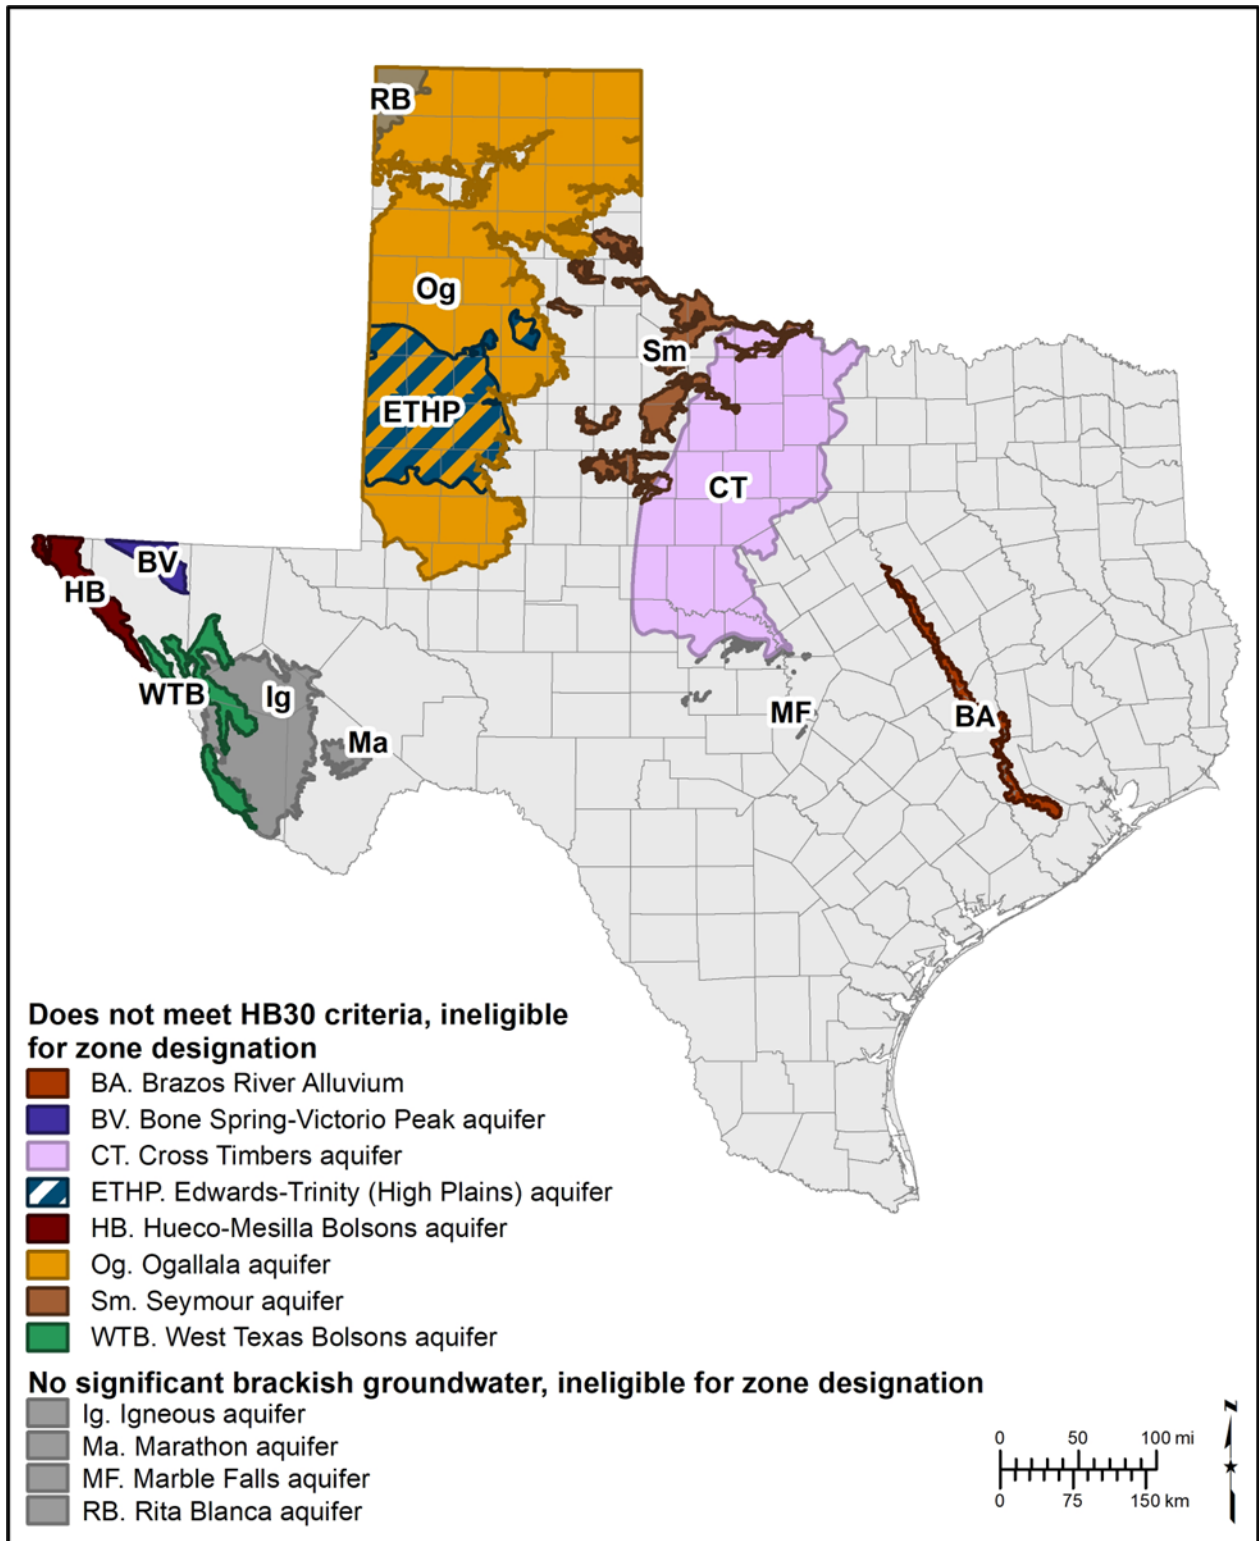 RB
Og
Sm
ETHP
CT
BV
HB
WTB
Ig
MF
BA
Ma
Does not meet HB30 criteria, ineligible
for zone designation
BA. Brazos River Alluvium
BV. Bone Spring-Victorio Peak aquifer
CT. Cross Timbers aquifer
ETHP. Edwards-Trinity (High Plains) aquifer
HB. Hueco-Mesilla Bolsons aquifer
Og. Ogallala aquifer
Sm. Seymour aquifer
WTB. West Texas Bolsons aquifer
No significant brackish groundwater, ineligible for zone designation
Ig. Igneous aquifer
Ma. Marathon aquifer
MF. Marble Falls aquifer
RB. Rita Blanca aquifer
0 50 100 mi
0 75 150 km
N